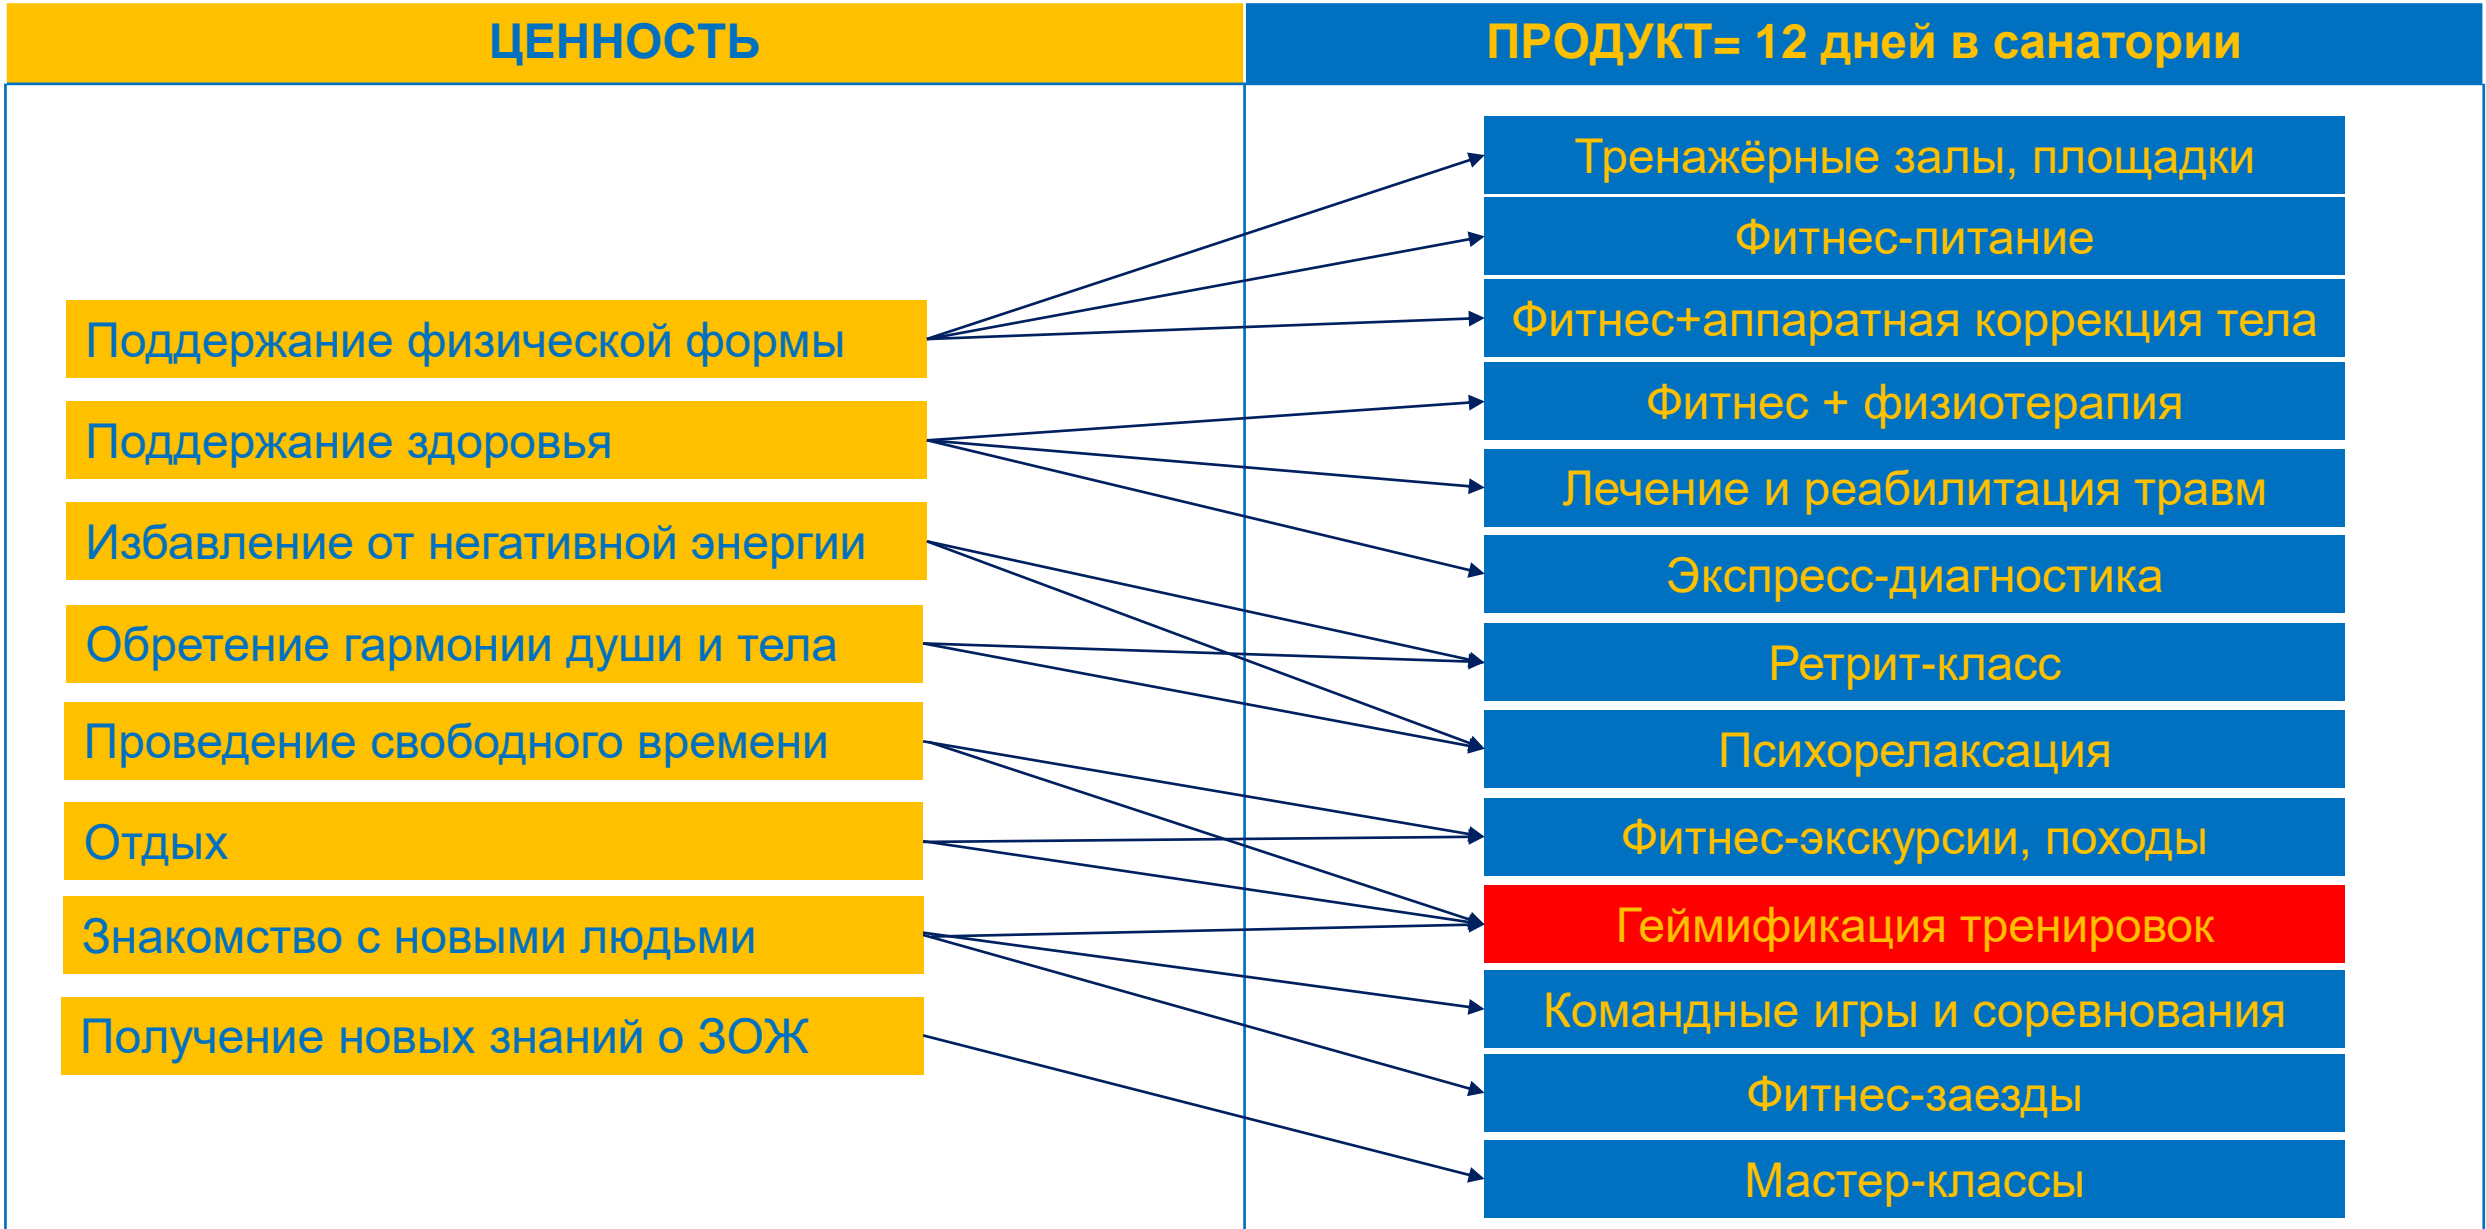 ЦЕННОСТЬ
ПРОДУКТ= 12 дней в санатории
Поддержание физической формы
Поддержание здоровья
Избавление от негативной энергии
Обретение гармонии души и тела
Проведение свободного времени
Отдых
Знакомство с новыми людьми
Получение новых знаний о ЗОЖ
Тренажёрные залы, площадки
Фитнес-питание
Фитнес+аппаратная коррекция тела
Фитнес + физиотерапия
Лечение и реабилитация травм
Экспресс-диагностика
Ретрит-класс
Психорелаксация
Фитнес-экскурсии, походы
Геймификация тренировок
Командные игры и соревнования
Фитнес-заезды
Мастер-классы